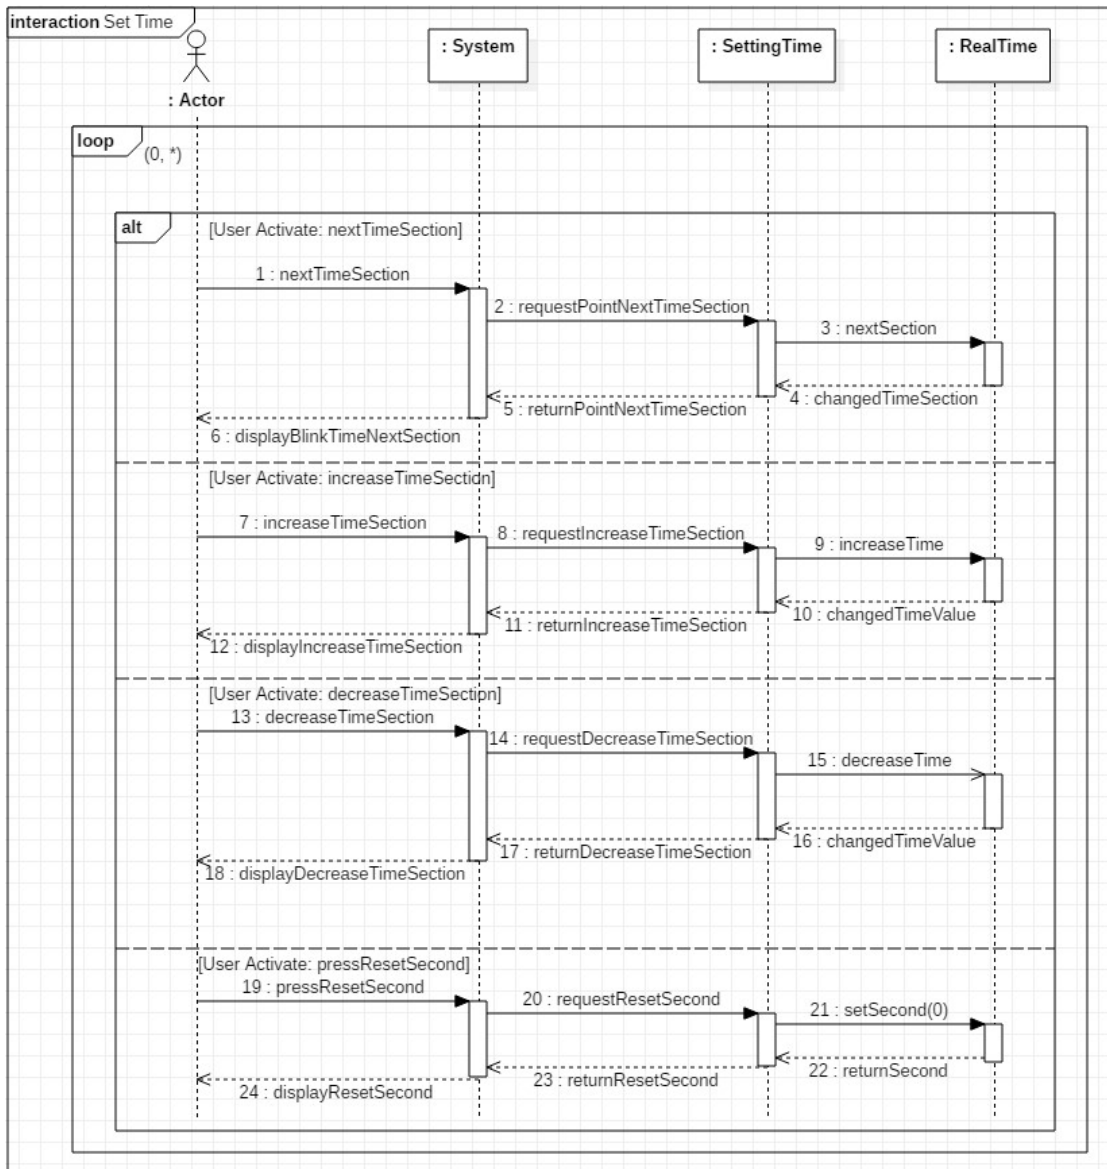 interaction Set Time
: Actor
: System
: SettingTime
: RealTime
loop
(0, *)
alt
[User Activate: nextTimeSection]
1 : nextTimeSection
2 : requestPointNextTimeSection
3 : nextSection
4 : changedTimeSection
5 : returnPointNextTimeSection
6 : displayBlinkTimeNextSection
[User Activate: increaseTimeSection]
7 : increaseTimeSection
8 : requestIncreaseTimeSection
9 : increaseTime
10 : changedTimeValue
11 : returnIncreaseTimeSection
12 : displayIncreaseTimeSection
[User Activate: decreaseTimeSection]
13 : decreaseTimeSection
14 : requestDecreaseTimeSection
15 : decreaseTime
16 : changedTimeValue
17 : returnDecreaseTimeSection
18 : displayDecreaseTimeSection
[User Activate: pressResetSecond]
19 : pressResetSecond
20 : requestResetSecond
21 : setSecond(0)
22 : returnSecond
23 : returnResetSecond
24 : displayResetSecond